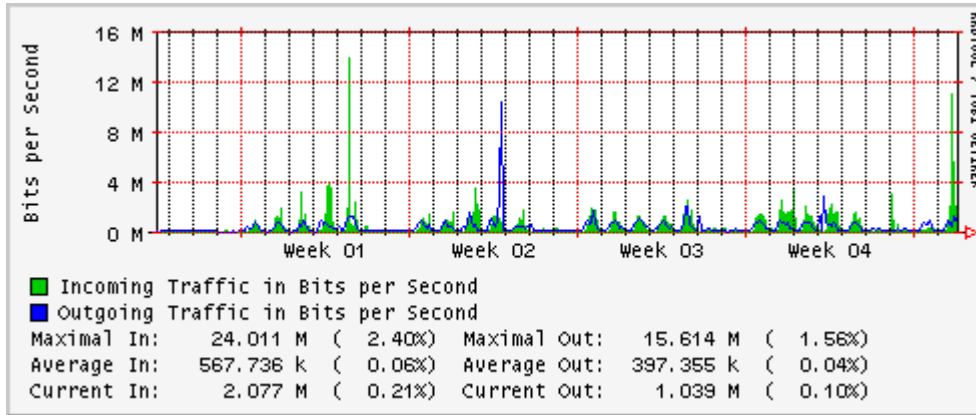 16 M
12 M
8 M
4 M
0 M
Bits per Second
Week 01 Week 02 Week 03 Week 04
Incoming Traffic in Bits per Second
Outgoing Traffic in Bits per Second
Maximal In: 24.011 M ( 2.40%) Maximal Out: 15.614 M ( 1.56%)
Average In: 567.736 k ( 0.06%) Average Out: 397.355 k ( 0.04%)
Current In: 2.077 M ( 0.21%) Current Out: 1.039 M ( 0.10%)